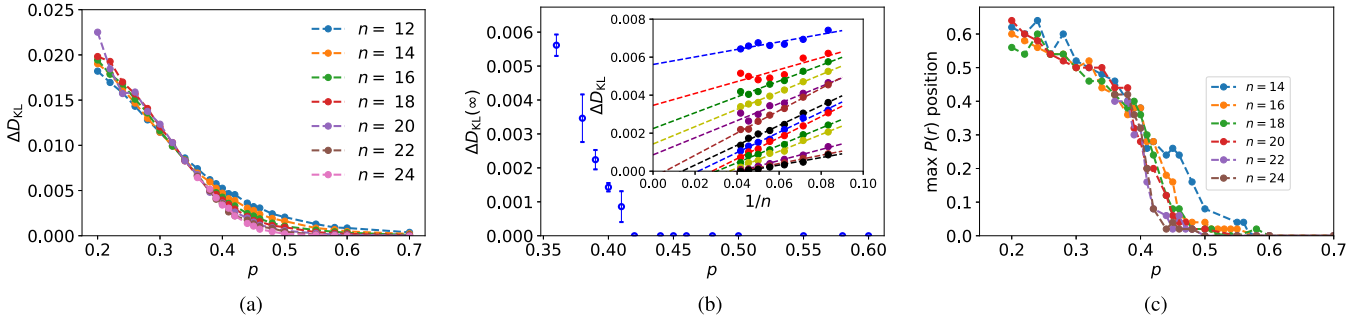 0.025
0.020
0.015
0.010
0.005
0.000
ΔD_KL
0.2 0.3 0.4 0.5 0.6 0.7
p
n = 12
n = 14
n = 16
n = 18
n = 20
n = 22
n = 24
(a)
0.006
0.005
0.004
0.003
0.002
0.001
0.000
ΔD_KL(∞)
0.35 0.40 0.45 0.50 0.55 0.60
p
0.008
0.006
0.004
0.002
0.000
ΔD_KL
0.00 0.02 0.04 0.06 0.08 0.10
1/n
(b)
0.6
0.5
0.4
0.3
0.2
0.1
0.0
max P(r) position
0.2 0.3 0.4 0.5 0.6 0.7
p
n = 14
n = 16
n = 18
n = 20
n = 22
n = 24
(c)